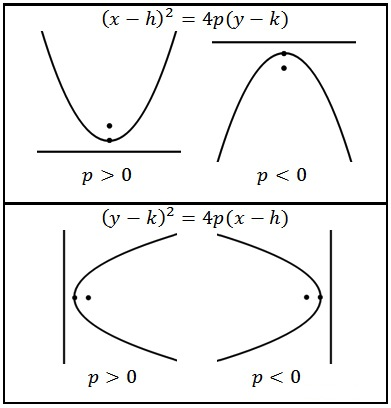 (x − h)² = 4p(y − k)
p > 0 p < 0
(y − k)² = 4p(x − h)
p > 0 p < 0